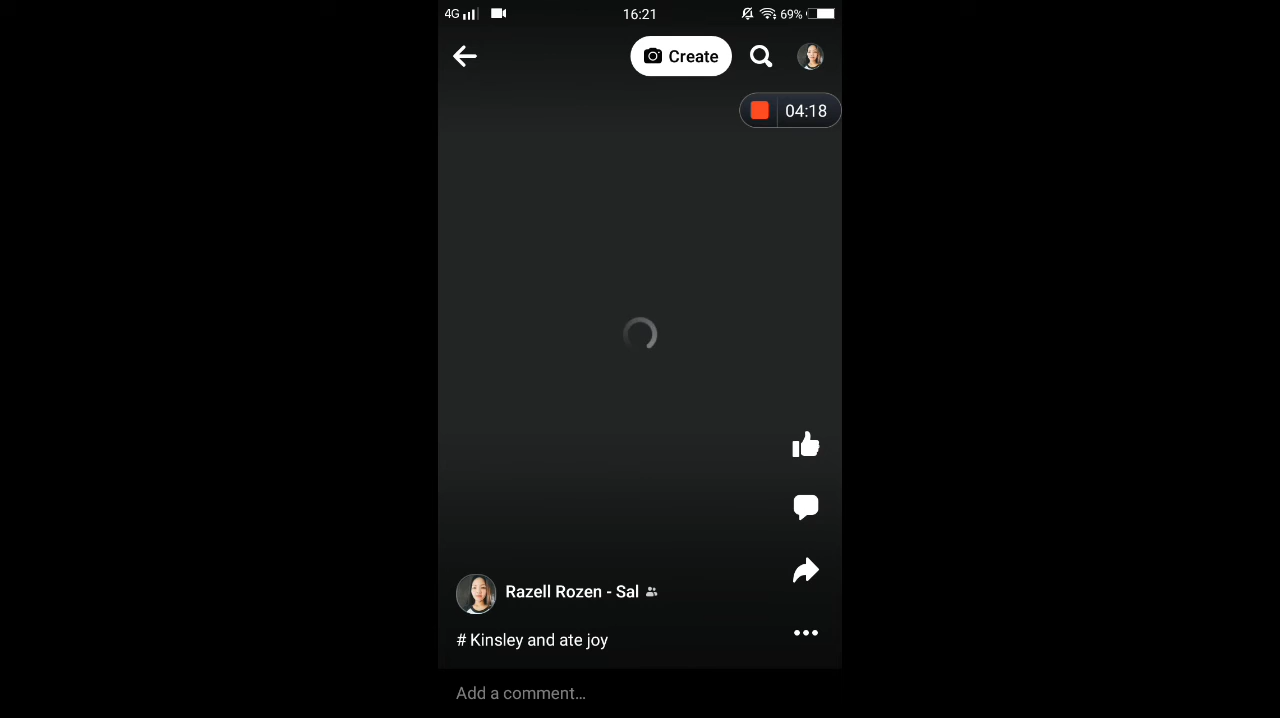 4G 16:21 69%
Create
04:18
Razell Rozen - Sal
# Kinsley and ate joy
Add a comment...